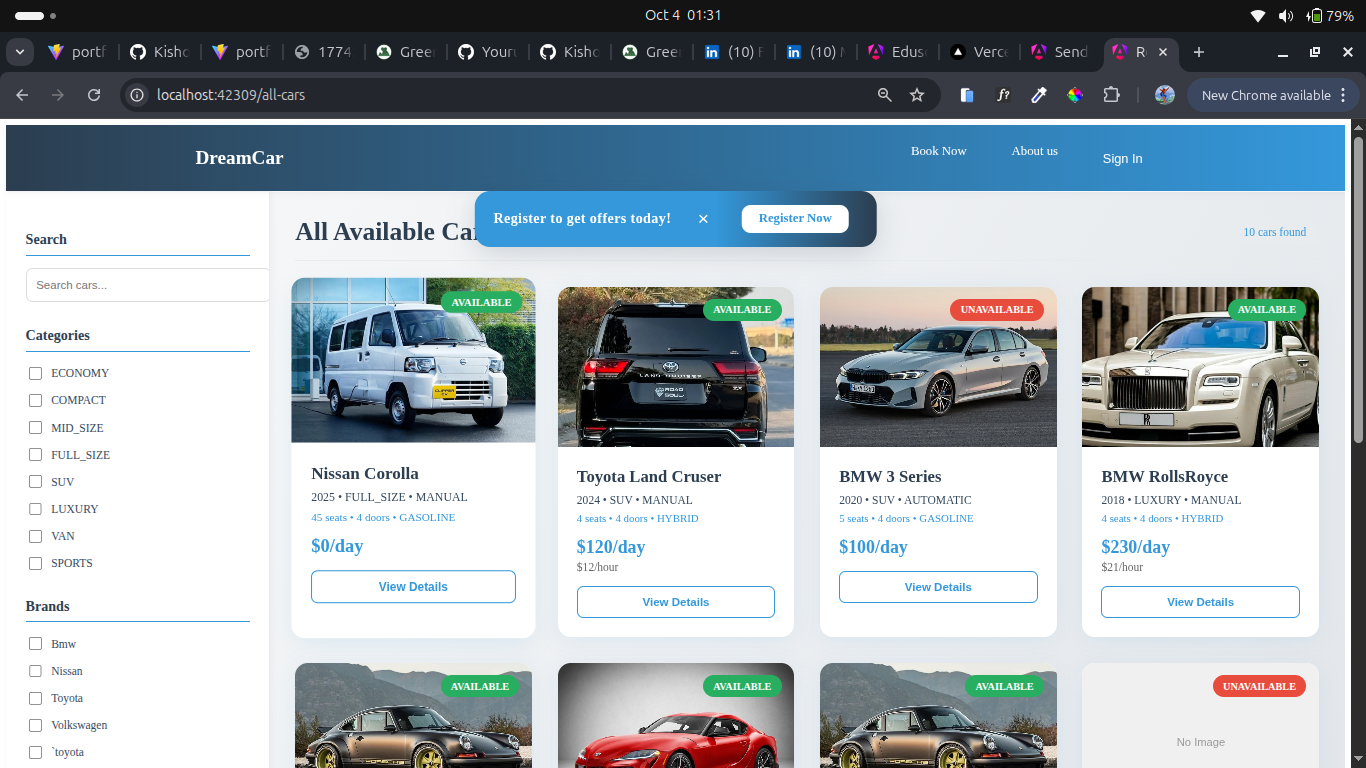 Oct 4 01:31
79%
portf
Kisho
portf
1774
Gree
Your
Kisho
Gree
(10) F
(10) M
Edus
Verce
Send
R
localhost:42309/all-cars
f?
New Chrome available
DreamCar
Book Now
About us
Sign In
Register to get offers today!
×
Register Now
Search
Search cars...
Categories
ECONOMY
COMPACT
MID_SIZE
FULL_SIZE
SUV
LUXURY
VAN
SPORTS
Brands
Bmw
Nissan
Toyota
Volkswagen
`toyota
All Available Ca
10 cars found
AVAILABLE
Nissan Corolla
2025 • FULL_SIZE • MANUAL
45 seats • 4 doors • GASOLINE
$0/day
View Details
AVAILABLE
LAND CRUISER
Toyota Land Cruser
2024 • SUV • MANUAL
4 seats • 4 doors • HYBRID
$120/day
$12/hour
View Details
UNAVAILABLE
BMW 3 Series
2020 • SUV • AUTOMATIC
5 seats • 4 doors • GASOLINE
$100/day
View Details
AVAILABLE
BMW RollsRoyce
2018 • LUXURY • MANUAL
4 seats • 4 doors • HYBRID
$230/day
$21/hour
View Details
AVAILABLE
AVAILABLE
AVAILABLE
UNAVAILABLE
No Image